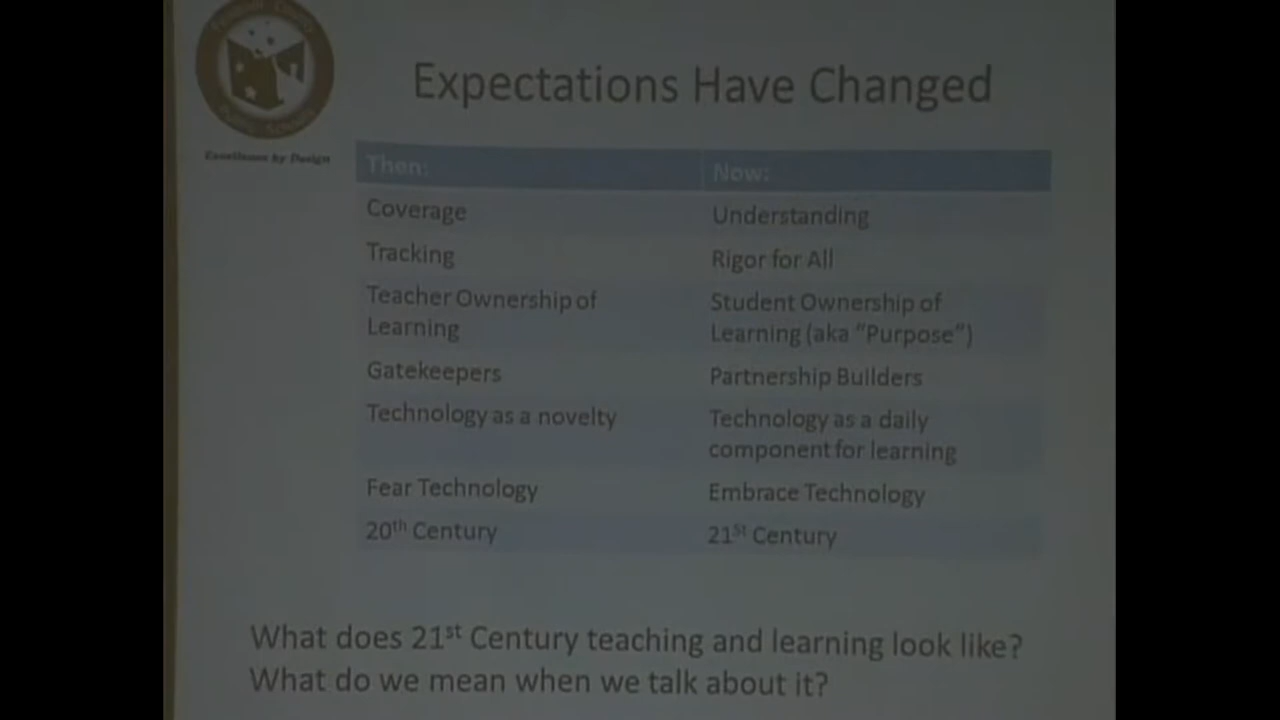 Expectations Have Changed
Excellence by Design
Then: Now:
Coverage Understanding
Tracking Rigor for All
Teacher Ownership of Learning Student Ownership of Learning (aka “Purpose”)
Gatekeepers Partnership Builders
Technology as a novelty Technology as a daily component for learning
Fear Technology Embrace Technology
20th Century 21st Century
What does 21st Century teaching and learning look like?
What do we mean when we talk about it?